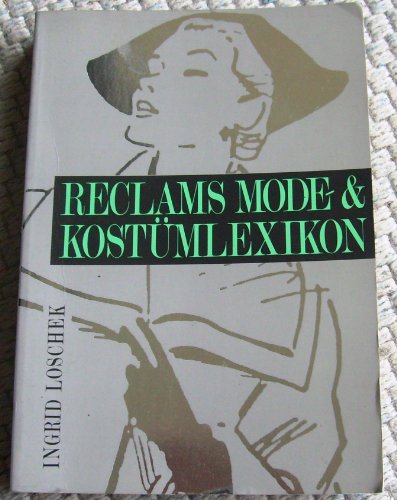 RECLAMS MODE- &
KOSTÜMLEXIKON
INGRID LOSCHEK